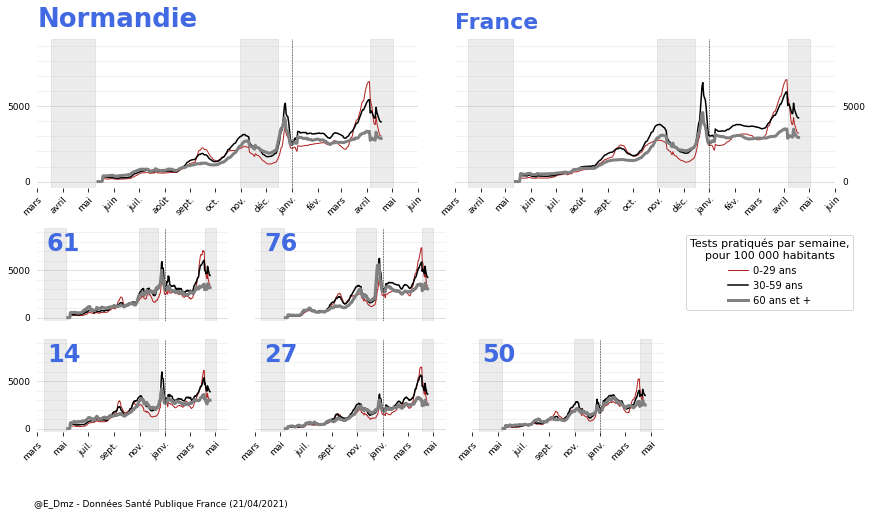 Normandie
France
5000
0
5000
0
mars avril mai juin juil. août sept. oct. nov. déc. janv. fév. mars avril mai juin
mars avril mai juin juil. août sept. oct. nov. déc. janv. fév. mars avril mai juin
61
76
5000
0
Tests pratiqués par semaine,
pour 100 000 habitants
0-29 ans
30-59 ans
60 ans et +
14
27
50
5000
0
mars mai juil. sept. nov. janv. mars mai
mars mai juil. sept. nov. janv. mars mai
mars mai juil. sept. nov. janv. mars mai
@E_Dmz - Données Santé Publique France (21/04/2021)